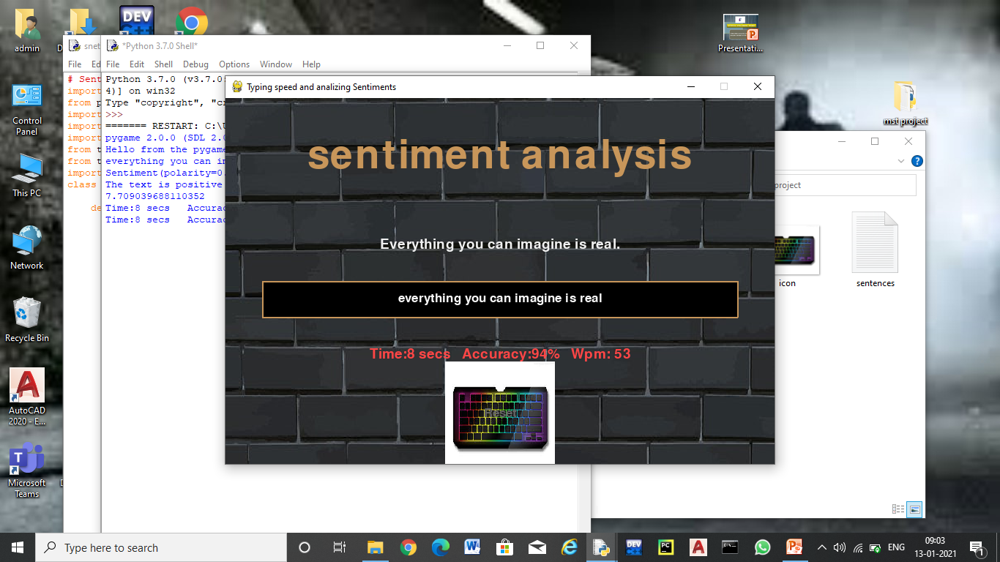 DEV
C++
admin
D
Control
Panel
This PC
Network
Recycle Bin
AutoCAD
2020 - E...
Microsoft
Teams
D
Presentati...
mst project
snet
File Ed
# Sent
import
from p
import
import
import
from t
from t
import
class
de
*Python 3.7.0 Shell*
File Edit Shell Debug Options Window Help
Python 3.7.0 (v3.7.0:
4)] on win32
Type "copyright", "cr
>>>
======= RESTART: C:\U
pygame 2.0.0 (SDL 2.0
Hello from the pygame
everything you can im
Sentiment(polarity=0.
The text is positive
7.709039688110352
Time:8 secs Accurac
Time:8 secs Accurac
Typing speed and analizing Sentiments
sentiment analysis
Everything you can imagine is real.
everything you can imagine is real
Time:8 secs Accuracy:94% Wpm: 53
Reset
project
icon
sentences
Type here to search
ENG
09:03
13-01-2021
1